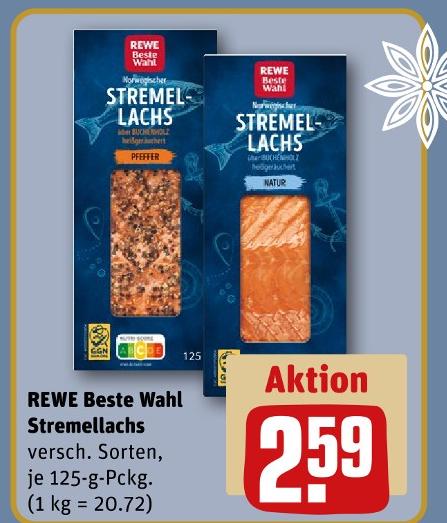 REWE
Beste
Wahl
Norwegischer
STREMEL-
LACHS
über BUCHENHOLZ
heißgeräuchert
PFEFFER
NUTRI-SCORE
GGN
125
REWE
Beste
Wahl
Norwegischer
STREMEL-
LACHS
über BUCHENHOLZ
heißgeräuchert
NATUR
REWE Beste Wahl
Stremellachs
versch. Sorten,
je 125-g-Pckg.
(1 kg = 20.72)
Aktion
2.59